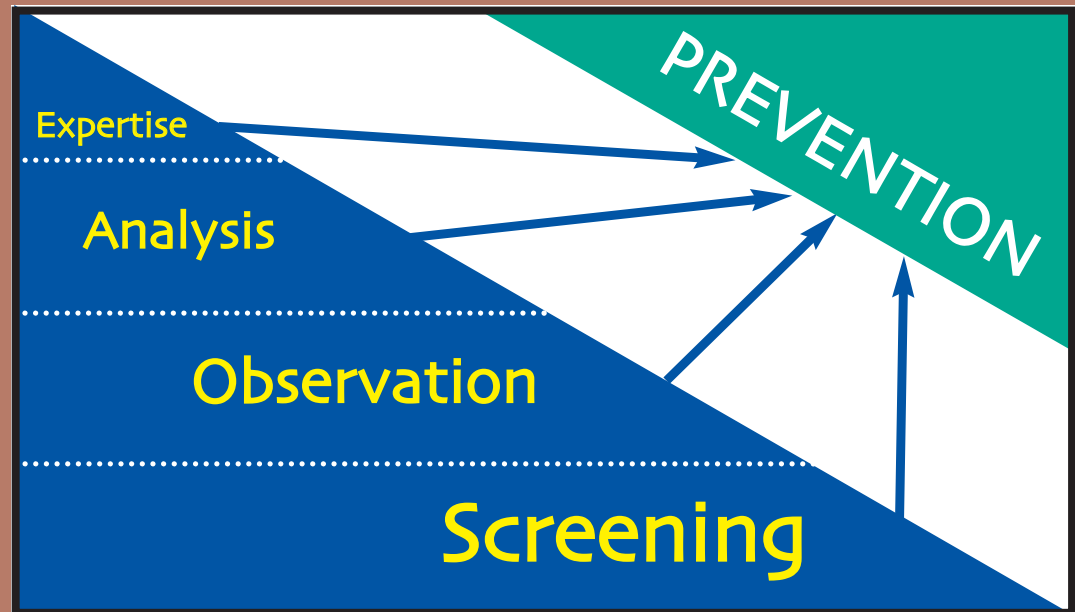 PREVENTION
Expertise
Analysis
Observation
Screening